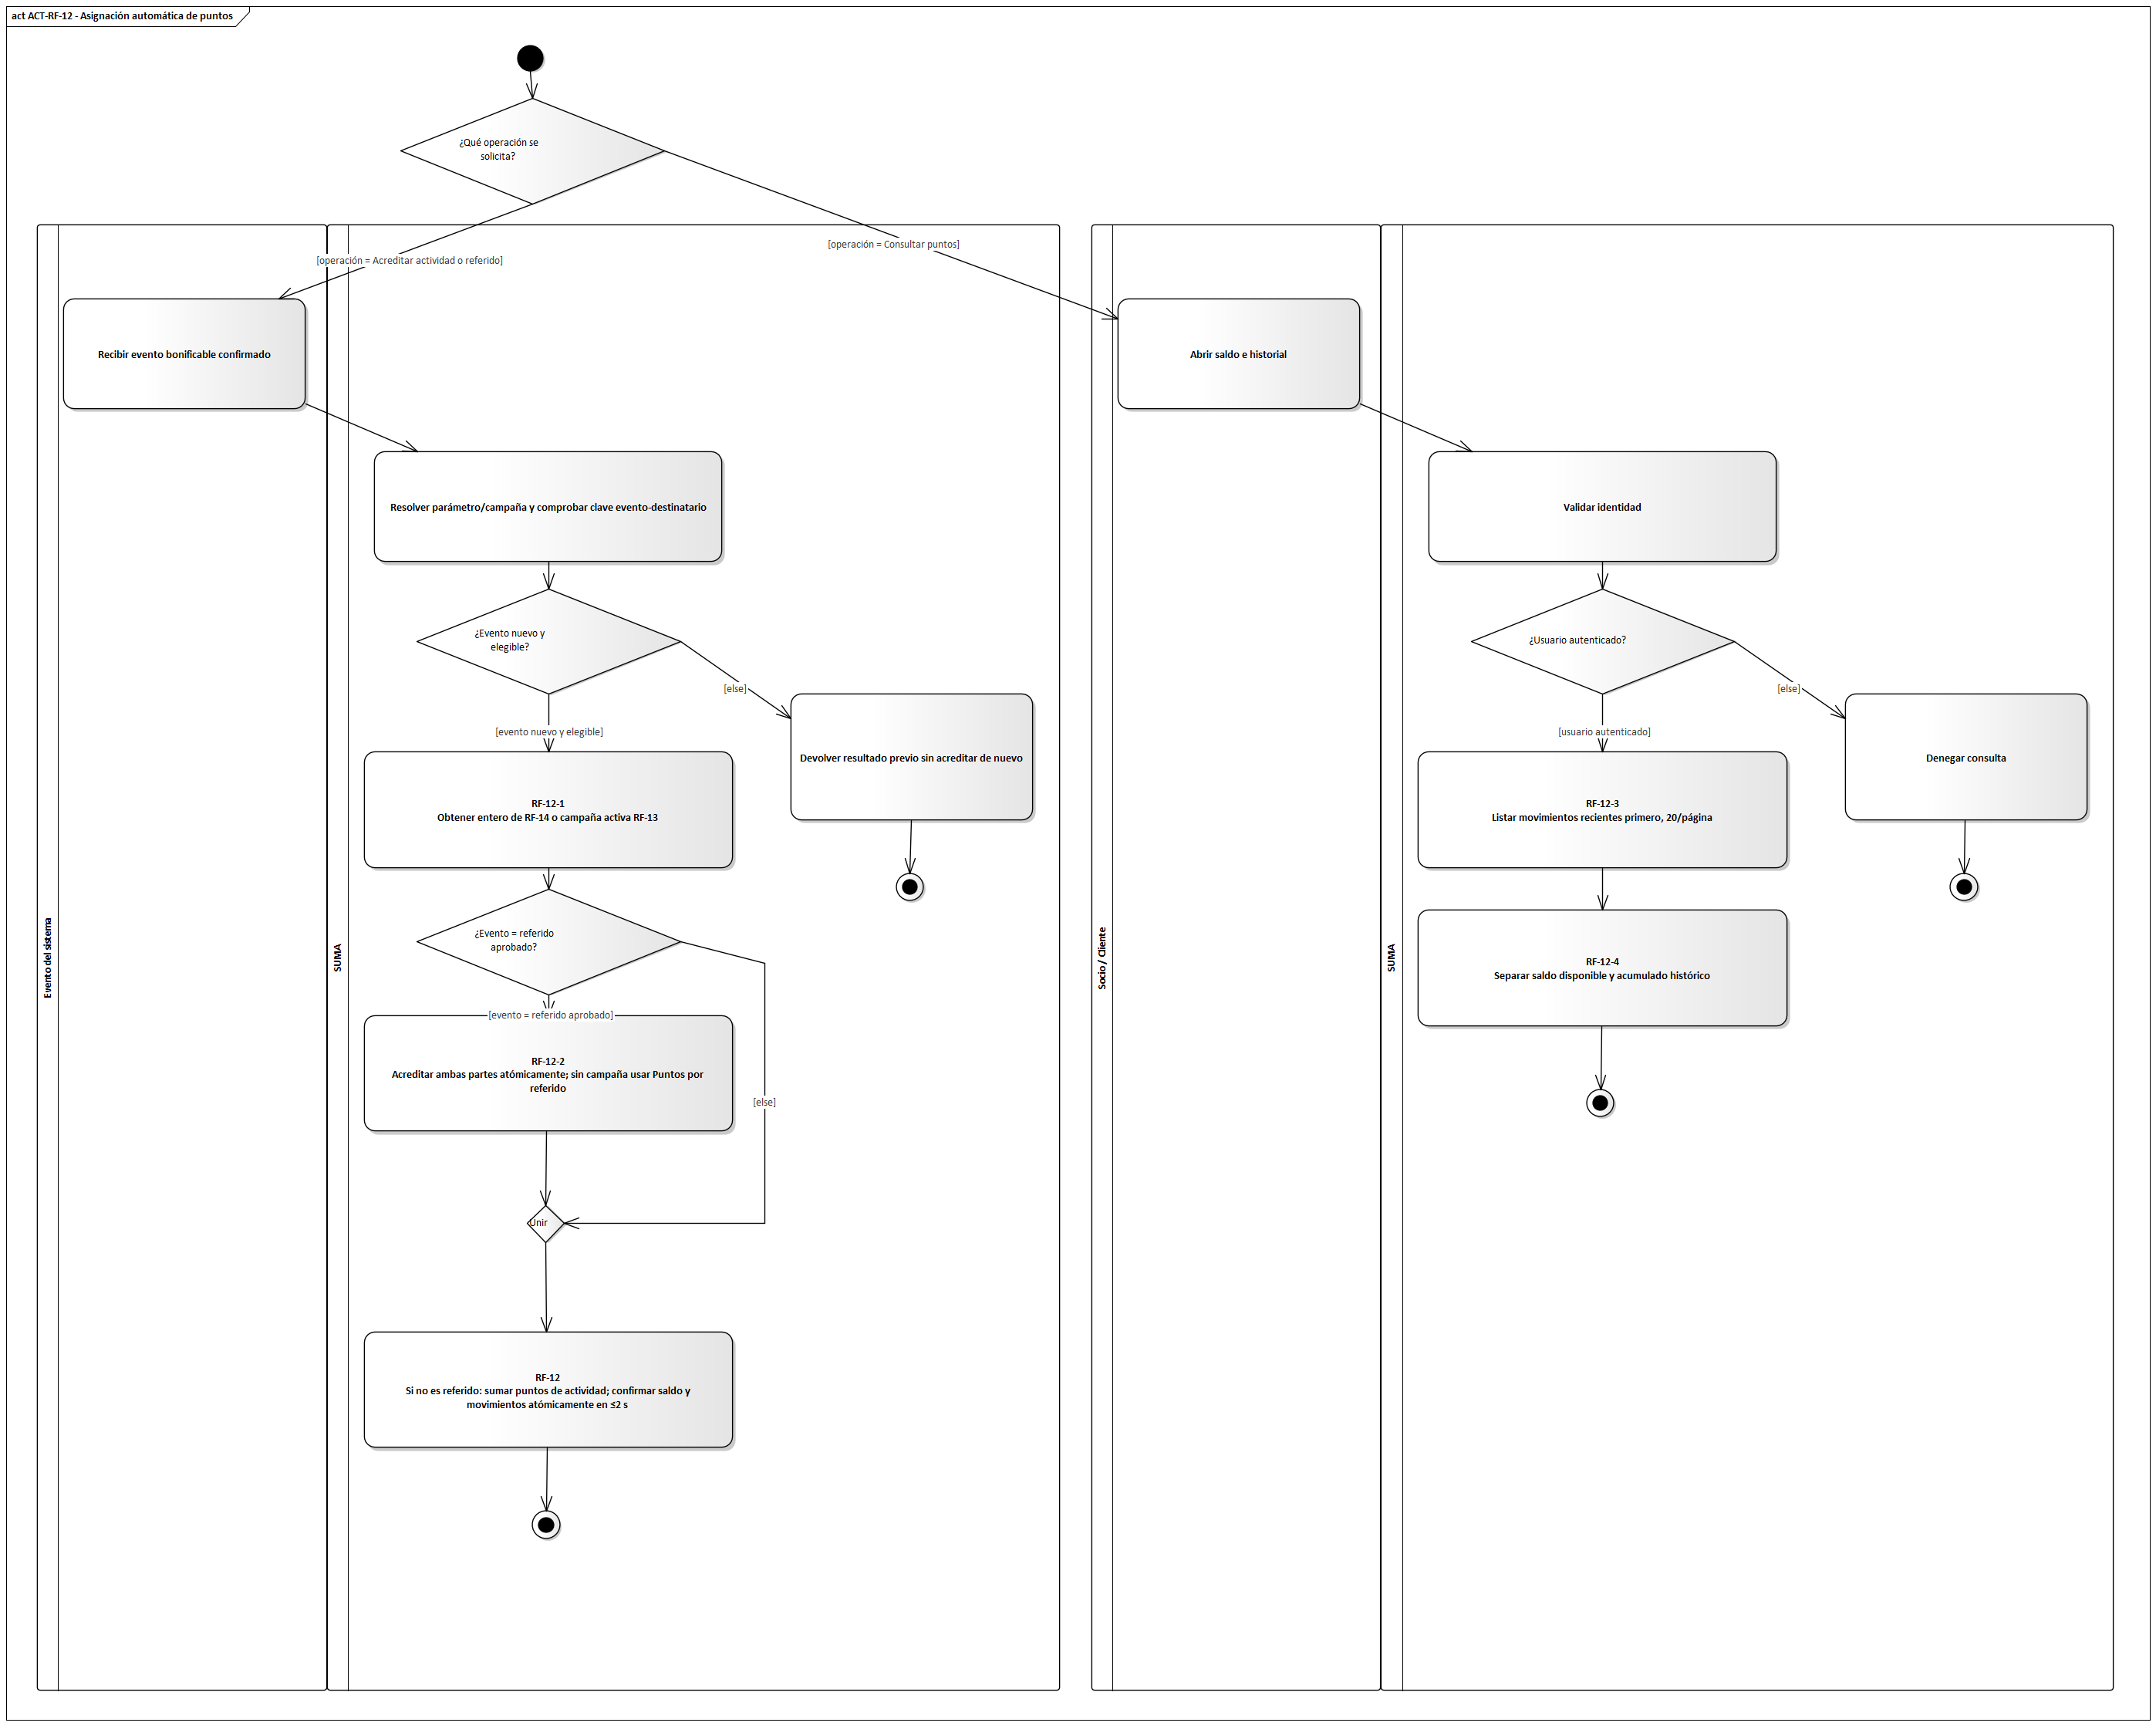 act ACT-RF-12 - Asignación automática de puntos
¿Qué operación se
solicita?
[operación = Consultar puntos]
[operación = Acreditar actividad o referido]
Evento del sistema
Recibir evento bonificable confirmado
SUMA
Resolver parámetro/campaña y comprobar clave evento-destinatario
¿Evento nuevo y
elegible?
[else]
[evento nuevo y elegible]
Devolver resultado previo sin acreditar de nuevo
RF-12-1
Obtener entero de RF-14 o campaña activa RF-13
¿Evento = referido
aprobado?
[evento = referido aprobado]
RF-12-2
Acreditar ambas partes atómicamente; sin campaña usar Puntos por
referido
[else]
Unir
RF-12
Si no es referido: sumar puntos de actividad; confirmar saldo y
movimientos atómicamente en ≤2 s
Socio / Cliente
Abrir saldo e historial
SUMA
Validar identidad
¿Usuario autenticado?
[else]
[usuario autenticado]
Denegar consulta
RF-12-3
Listar movimientos recientes primero, 20/página
RF-12-4
Separar saldo disponible y acumulado histórico